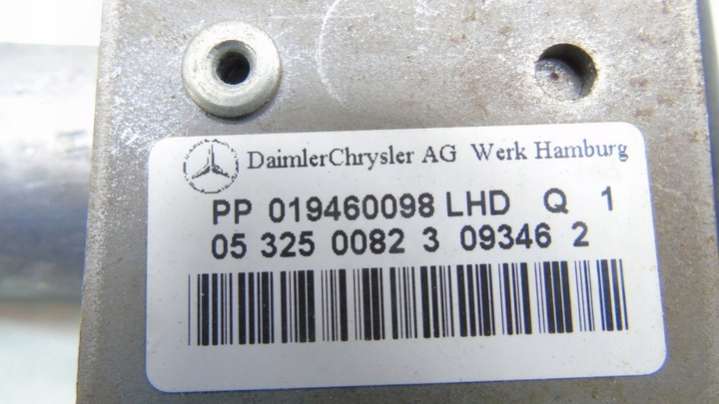 DaimlerChrysler AG Werk Hamburg
PP 019460098 LHD Q 1
05 325 0082 3 09346 2